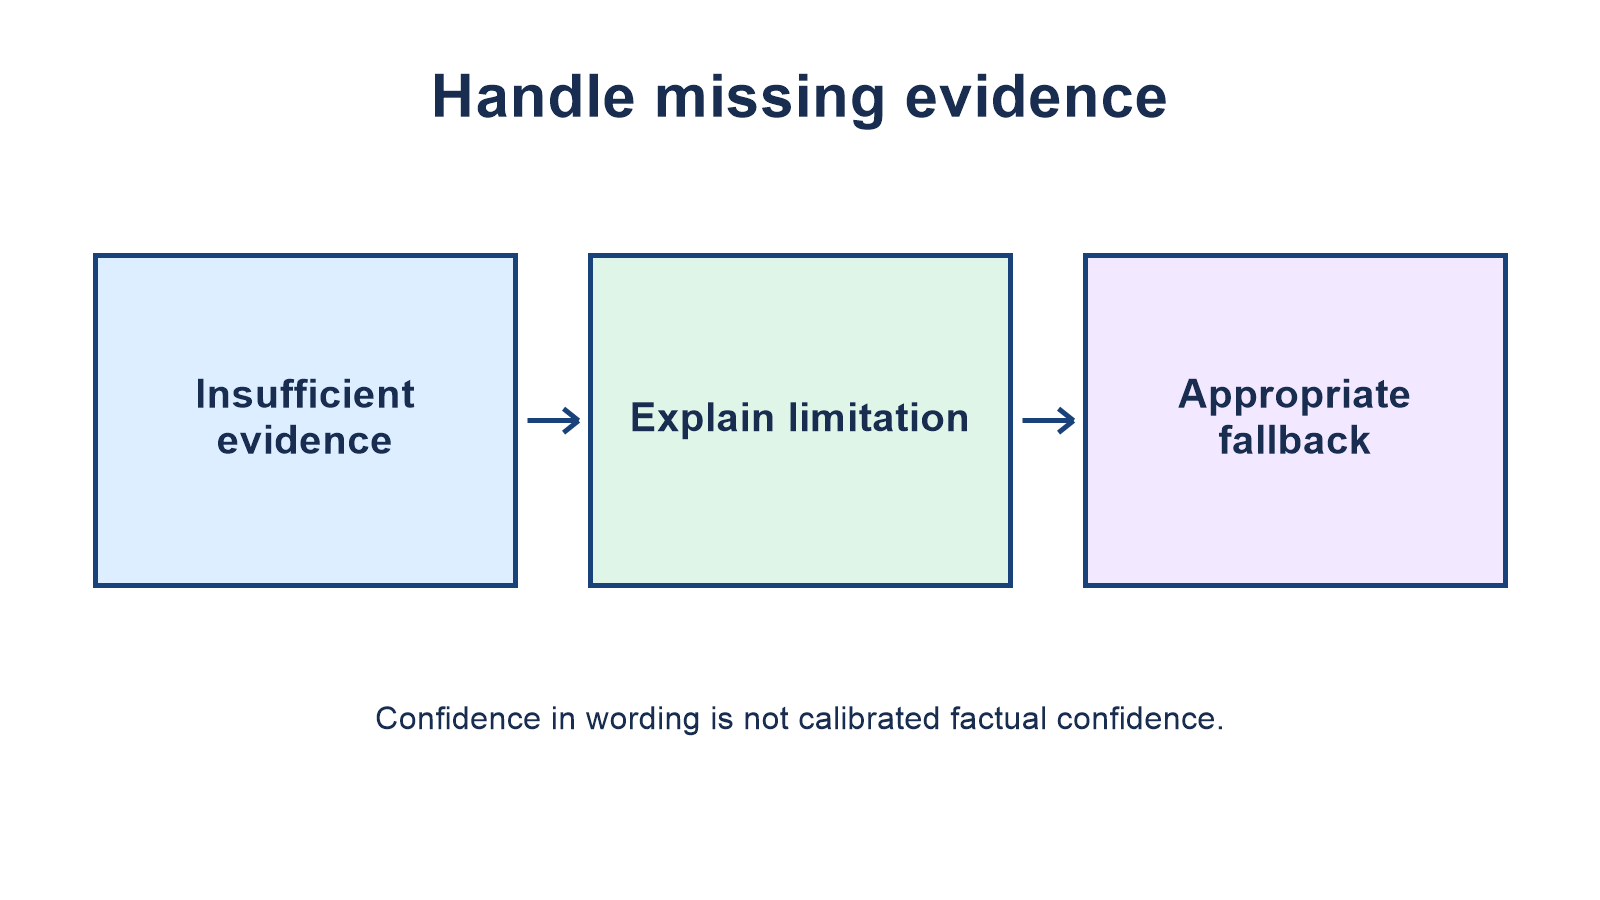 Handle missing evidence
Insufficient
evidence
Explain limitation
Appropriate
fallback
Confidence in wording is not calibrated factual confidence.